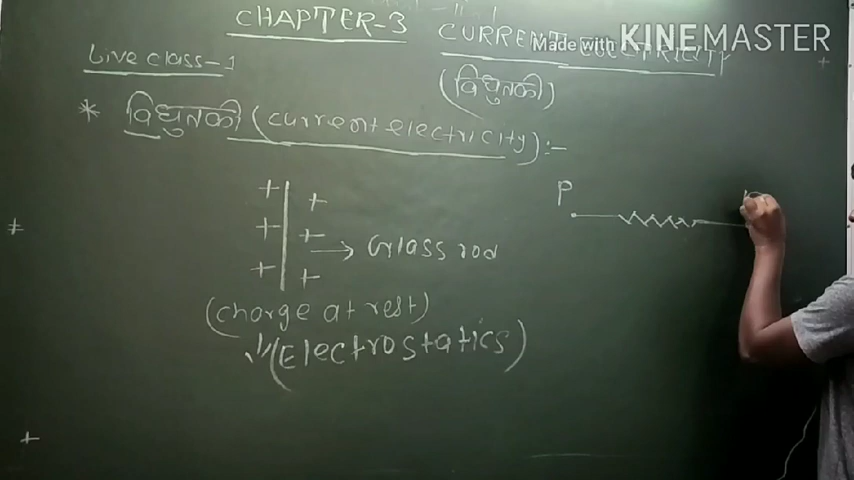 CHAPTER-3
CURRENT ELECTRICITY
Made with KINEMASTER
Live class-1
(विधुतकी)
* विधुतकी (current electricity) :-
+ +
+ +
+ +
→ Glass rod
(charge at rest)
(Electrostatics)
P